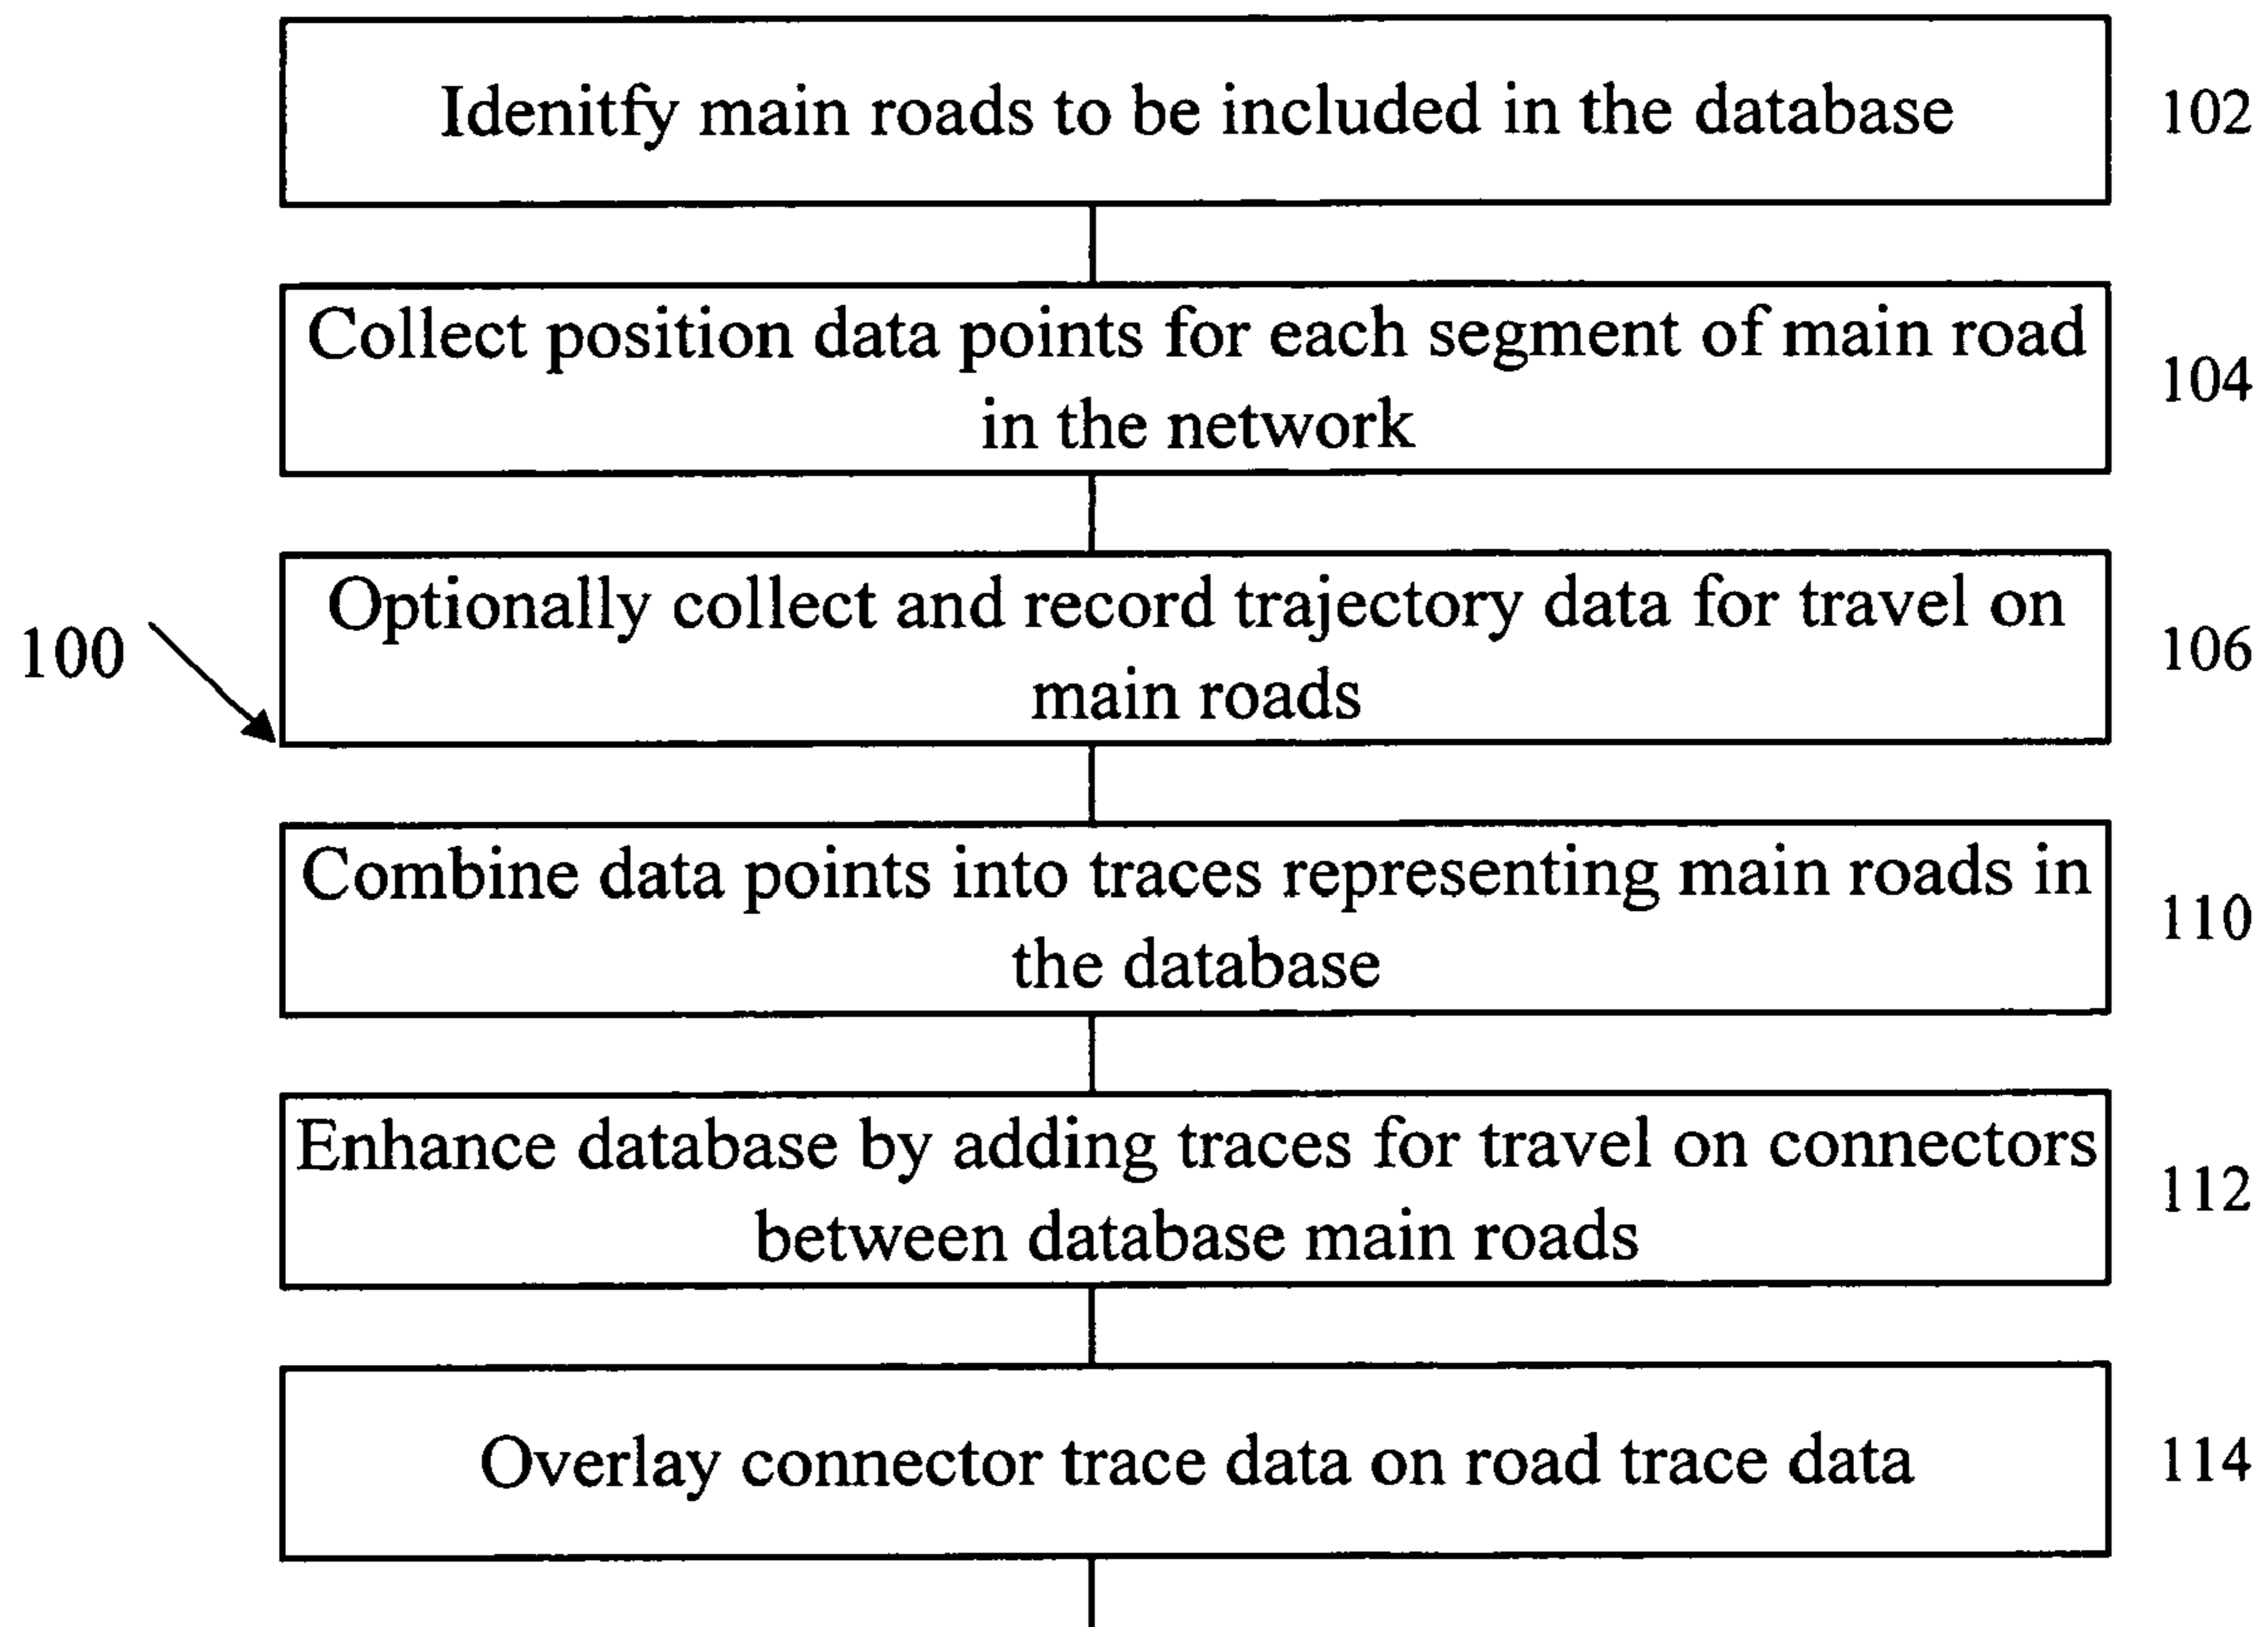 Idenitfy main roads to be included in the database
102
Collect position data points for each segment of main road
in the network
104
Optionally collect and record trajectory data for travel on
main roads
106
100
Combine data points into traces representing main roads in
the database
110
Enhance database by adding traces for travel on connectors
between database main roads
112
Overlay connector trace data on road trace data
114